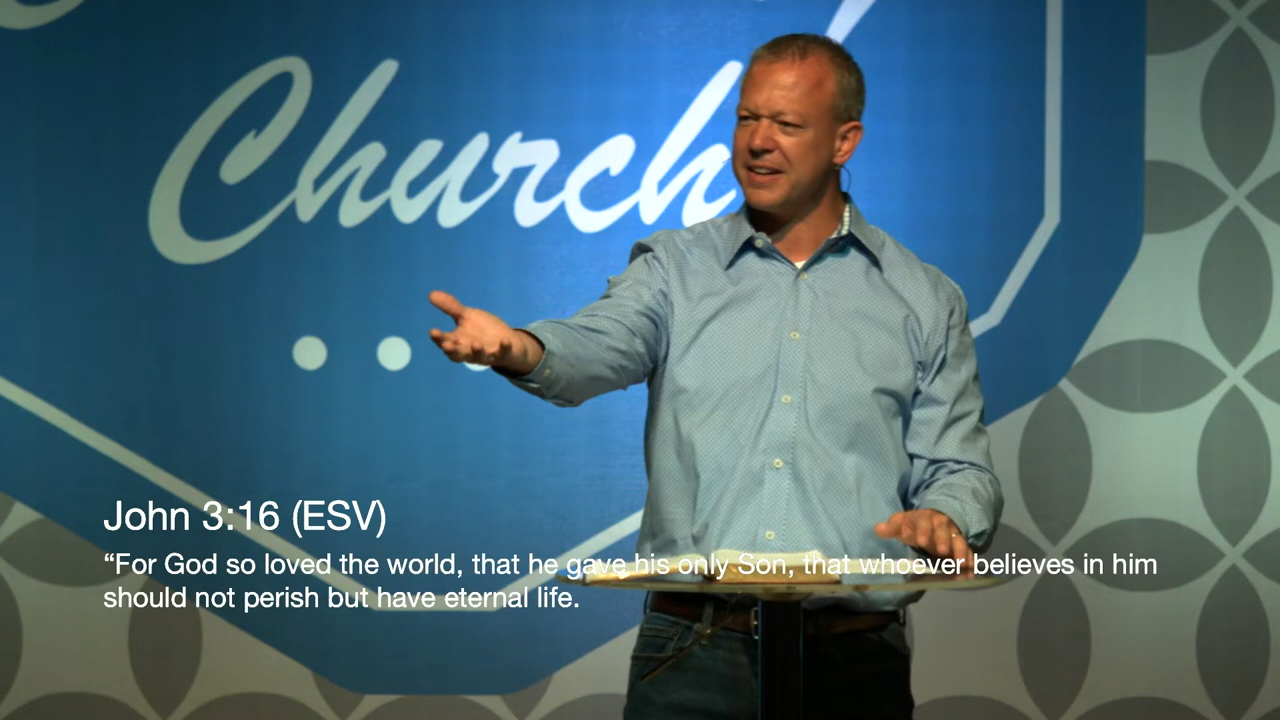 Church
John 3:16 (ESV)
“For God so loved the world, that he gave his only Son, that whoever believes in him
should not perish but have eternal life.